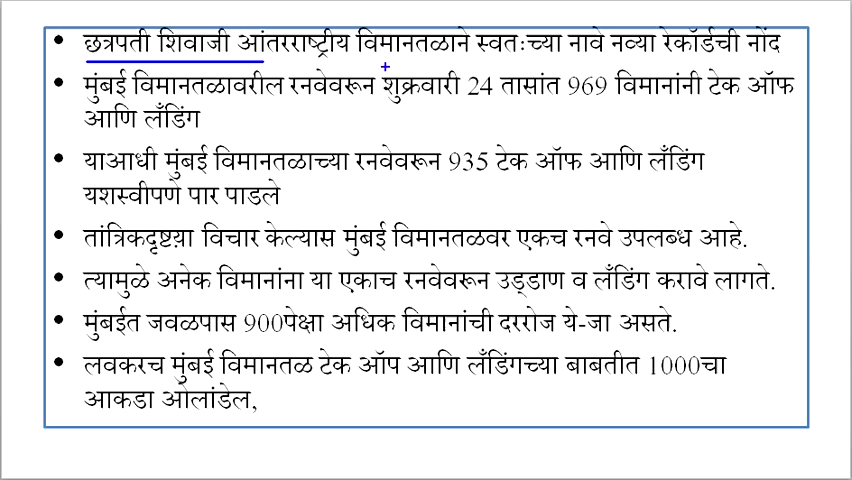 • छत्रपती शिवाजी आंतरराष्ट्रीय विमानतळाने स्वतःच्या नावे नव्या रेकॉर्डची नोंद
• मुंबई विमानतळावरील रनवेवरून शुक्रवारी 24 तासांत 969 विमानांनी टेक ऑफ
आणि लँडिंग
• याआधी मुंबई विमानतळाच्या रनवेवरून 935 टेक ऑफ आणि लँडिंग
यशस्वीपणे पार पाडले
• तांत्रिकदृष्टय़ा विचार केल्यास मुंबई विमानतळवर एकच रनवे उपलब्ध आहे.
• त्यामुळे अनेक विमानांना या एकाच रनवेवरून उड्डाण व लँडिंग करावे लागते.
• मुंबईत जवळपास 900पेक्षा अधिक विमानांची दररोज ये-जा असते.
• लवकरच मुंबई विमानतळ टेक ऑप आणि लँडिंगच्या बाबतीत 1000चा
आकडा ओलांडेल,